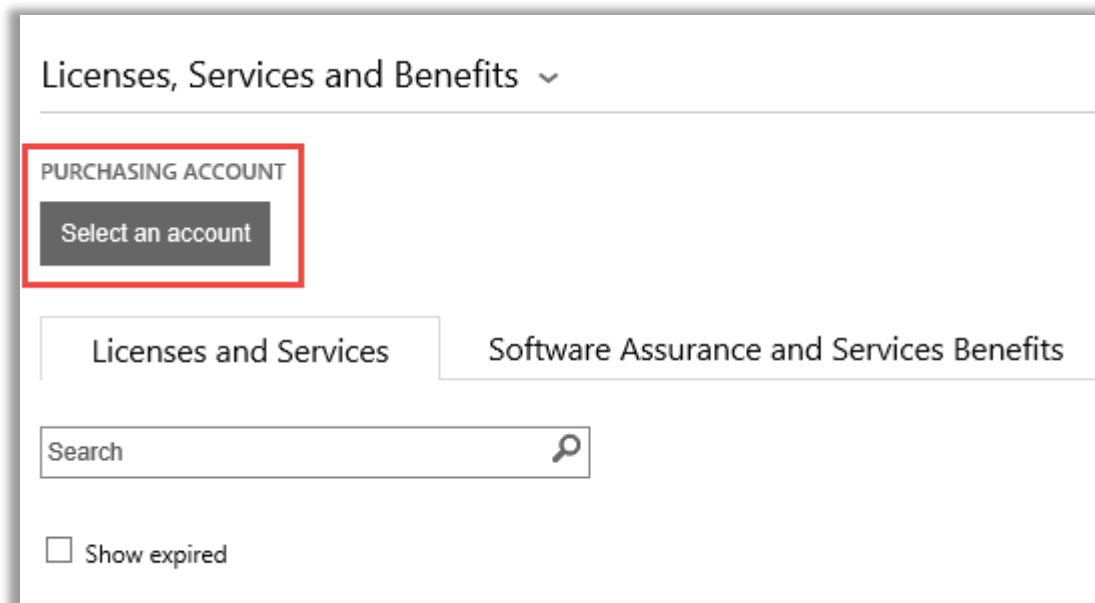 Licenses, Services and Benefits
PURCHASING ACCOUNT
Select an account
Licenses and Services
Software Assurance and Services Benefits
Search
Show expired